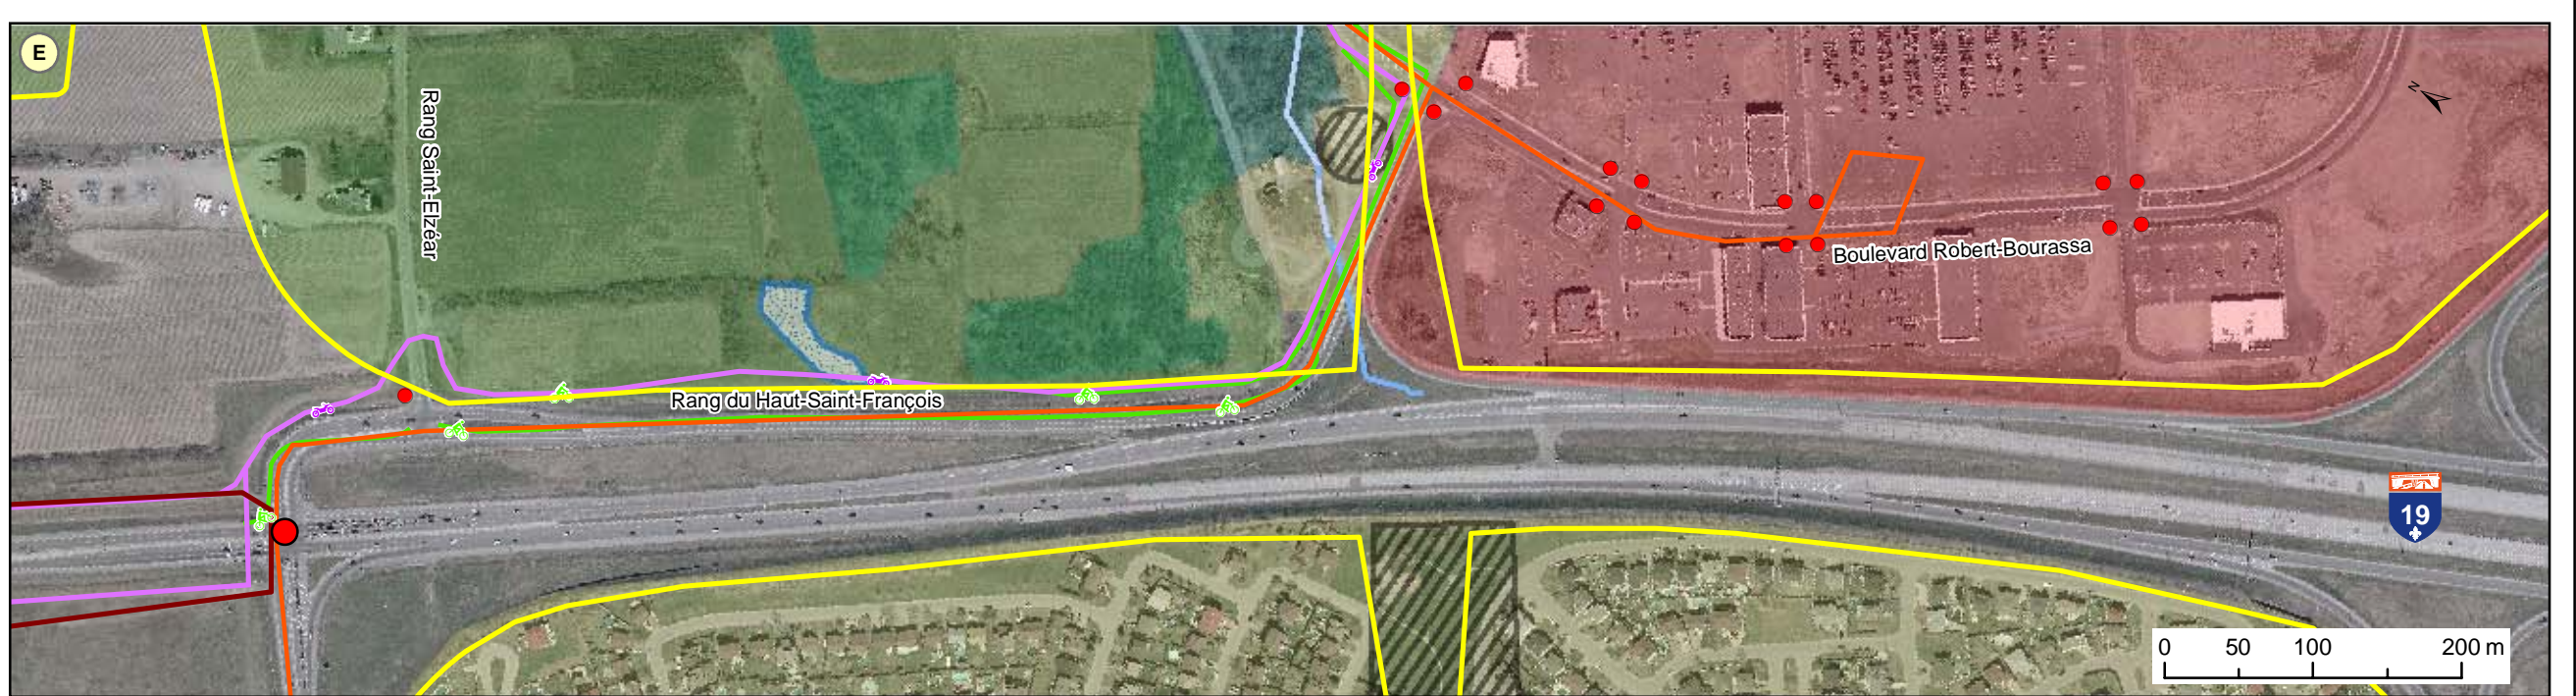 E
Rang Saint-Elzéar
N
Boulevard Robert-Bourassa
Rang du Haut-Saint-François
19
0 50 100 200 m